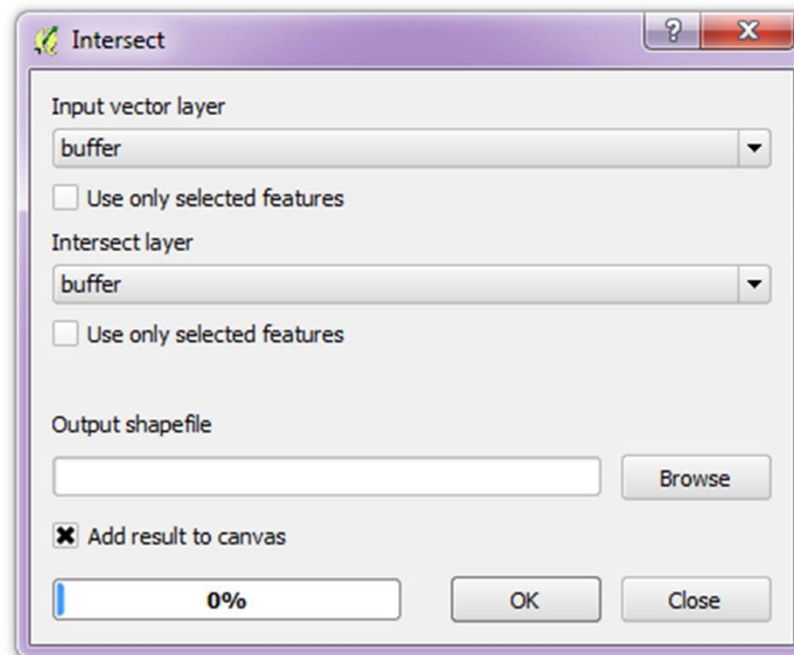 Intersect
?
Input vector layer
buffer
Use only selected features
Intersect layer
buffer
Use only selected features
Output shapefile
Browse
Add result to canvas
0%
OK
Close